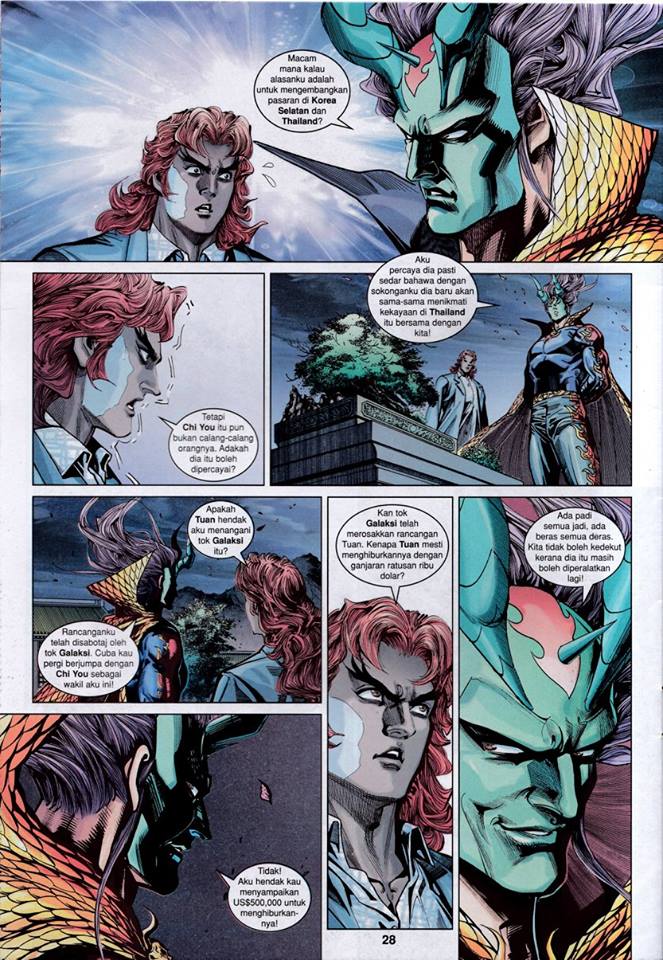 Macam
mana kalau
alasanku adalah
untuk mengembangkan
pasaran di Korea
Selatan dan
Thailand?
Aku
percaya dia pasti
sedar bahawa dengan
sokonganku dia baru akan
sama-sama menikmati
kekayaan di Thailand
itu bersama dengan
kita!
Tetapi
Chi You itu pun
bukan calang-calang
orangnya. Adakah
dia itu boleh
dipercayai?
Apakah
Tuan hendak
aku menangani
tok Galaksi
itu?
Rancanganku
telah disabotaj oleh
tok Galaksi. Cuba kau
pergi berjumpa dengan
Chi You sebagai
wakil aku ini!
Kan tok
Galaksi telah
merosakkan rancangan
Tuan. Kenapa Tuan mesti
menghiburkannya dengan
ganjaran ratusan ribu
dolar?
Ada padi
semua jadi, ada
beras semua deras.
Kita tidak boleh kedekut
kerana dia itu masih
boleh diperalatkan
lagi!
Tidak!
Aku hendak kau
menyampaikan
US$500,000 untuk
menghiburkan-
nya!
28